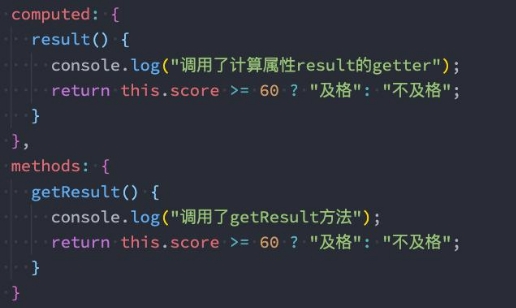 computed: {
result() {
console.log("调用了计算属性result的getter");
return this.score >= 60 ? "及格": "不及格";
}
},
methods: {
getResult() {
console.log("调用了getResult方法");
return this.score >= 60 ? "及格": "不及格";
}
}